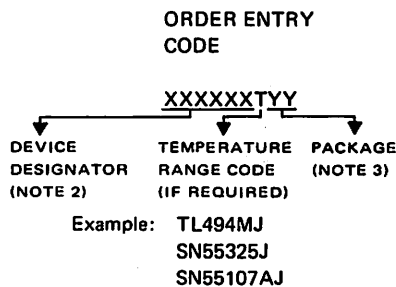 ORDER ENTRY
CODE
XXXXXXTYY
DEVICE DESIGNATOR (NOTE 2)
TEMPERATURE RANGE CODE (IF REQUIRED)
PACKAGE (NOTE 3)
Example: TL494MJ
SN55325J
SN55107AJ